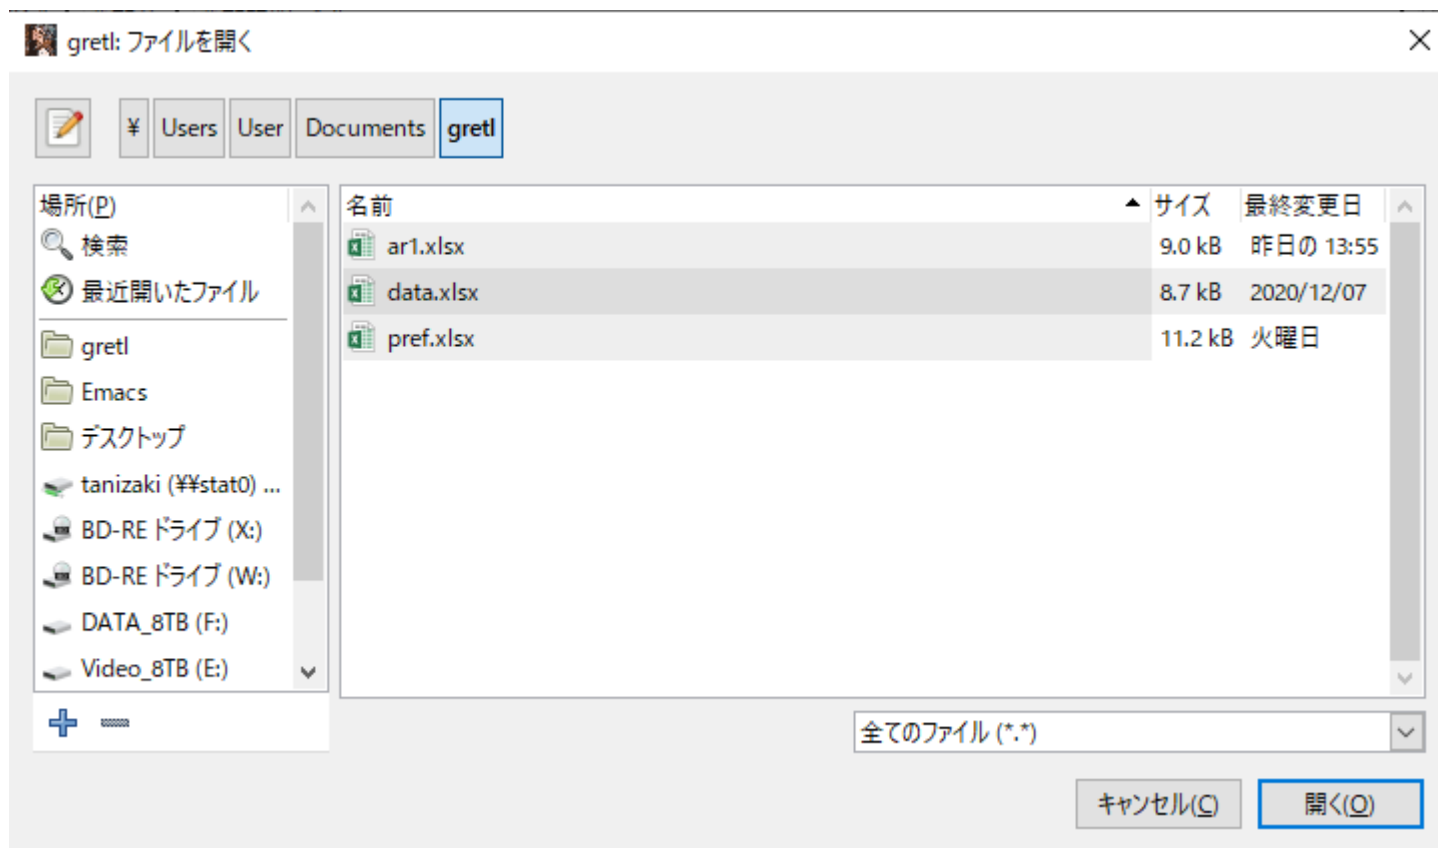 gretl: ファイルを開く
¥ Users User Documents gretl
場所(P)
検索
最近開いたファイル
gretl
Emacs
デスクトップ
tanizaki (¥¥stat0) ...
BD-RE ドライブ (X:)
BD-RE ドライブ (W:)
DATA_8TB (F:)
Video_8TB (E:)
名前 サイズ 最終変更日
ar1.xlsx 9.0 kB 昨日の 13:55
data.xlsx 8.7 kB 2020/12/07
pref.xlsx 11.2 kB 火曜日
全てのファイル (*.*)
キャンセル(C) 開く(O)